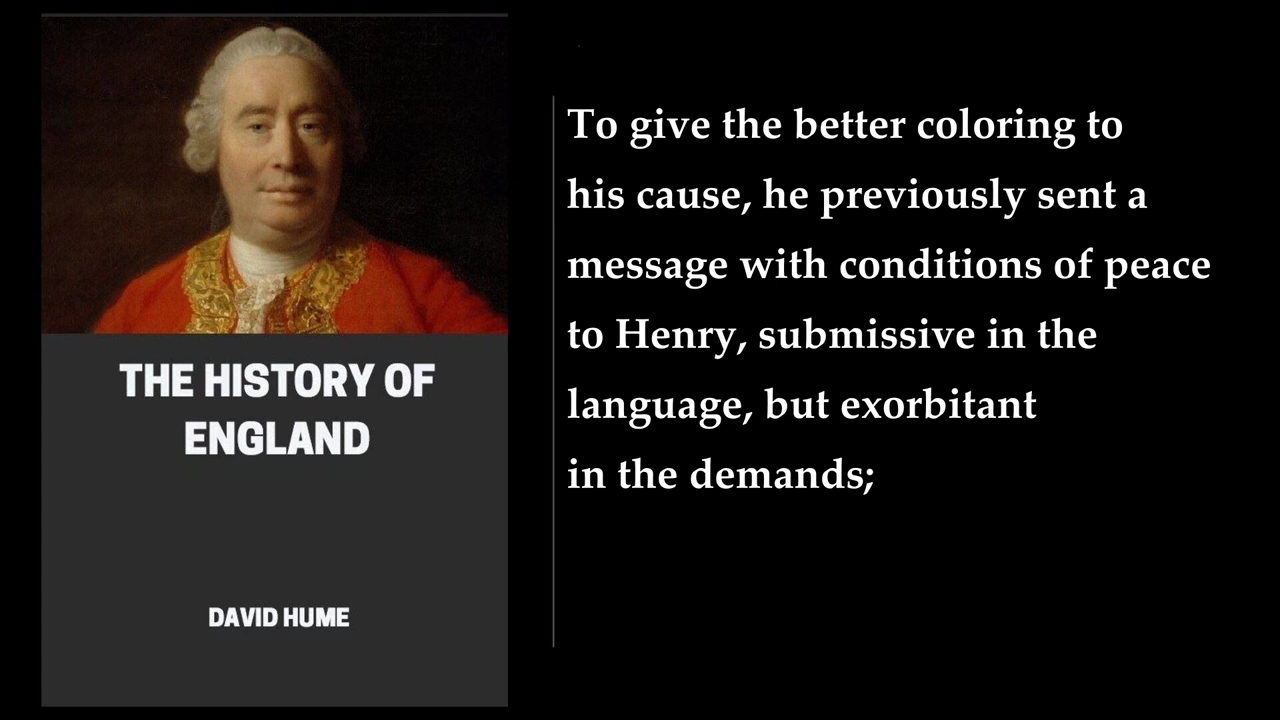 THE HISTORY OF
ENGLAND
DAVID HUME
To give the better coloring to
his cause, he previously sent a
message with conditions of peace
to Henry, submissive in the
language, but exorbitant
in the demands;